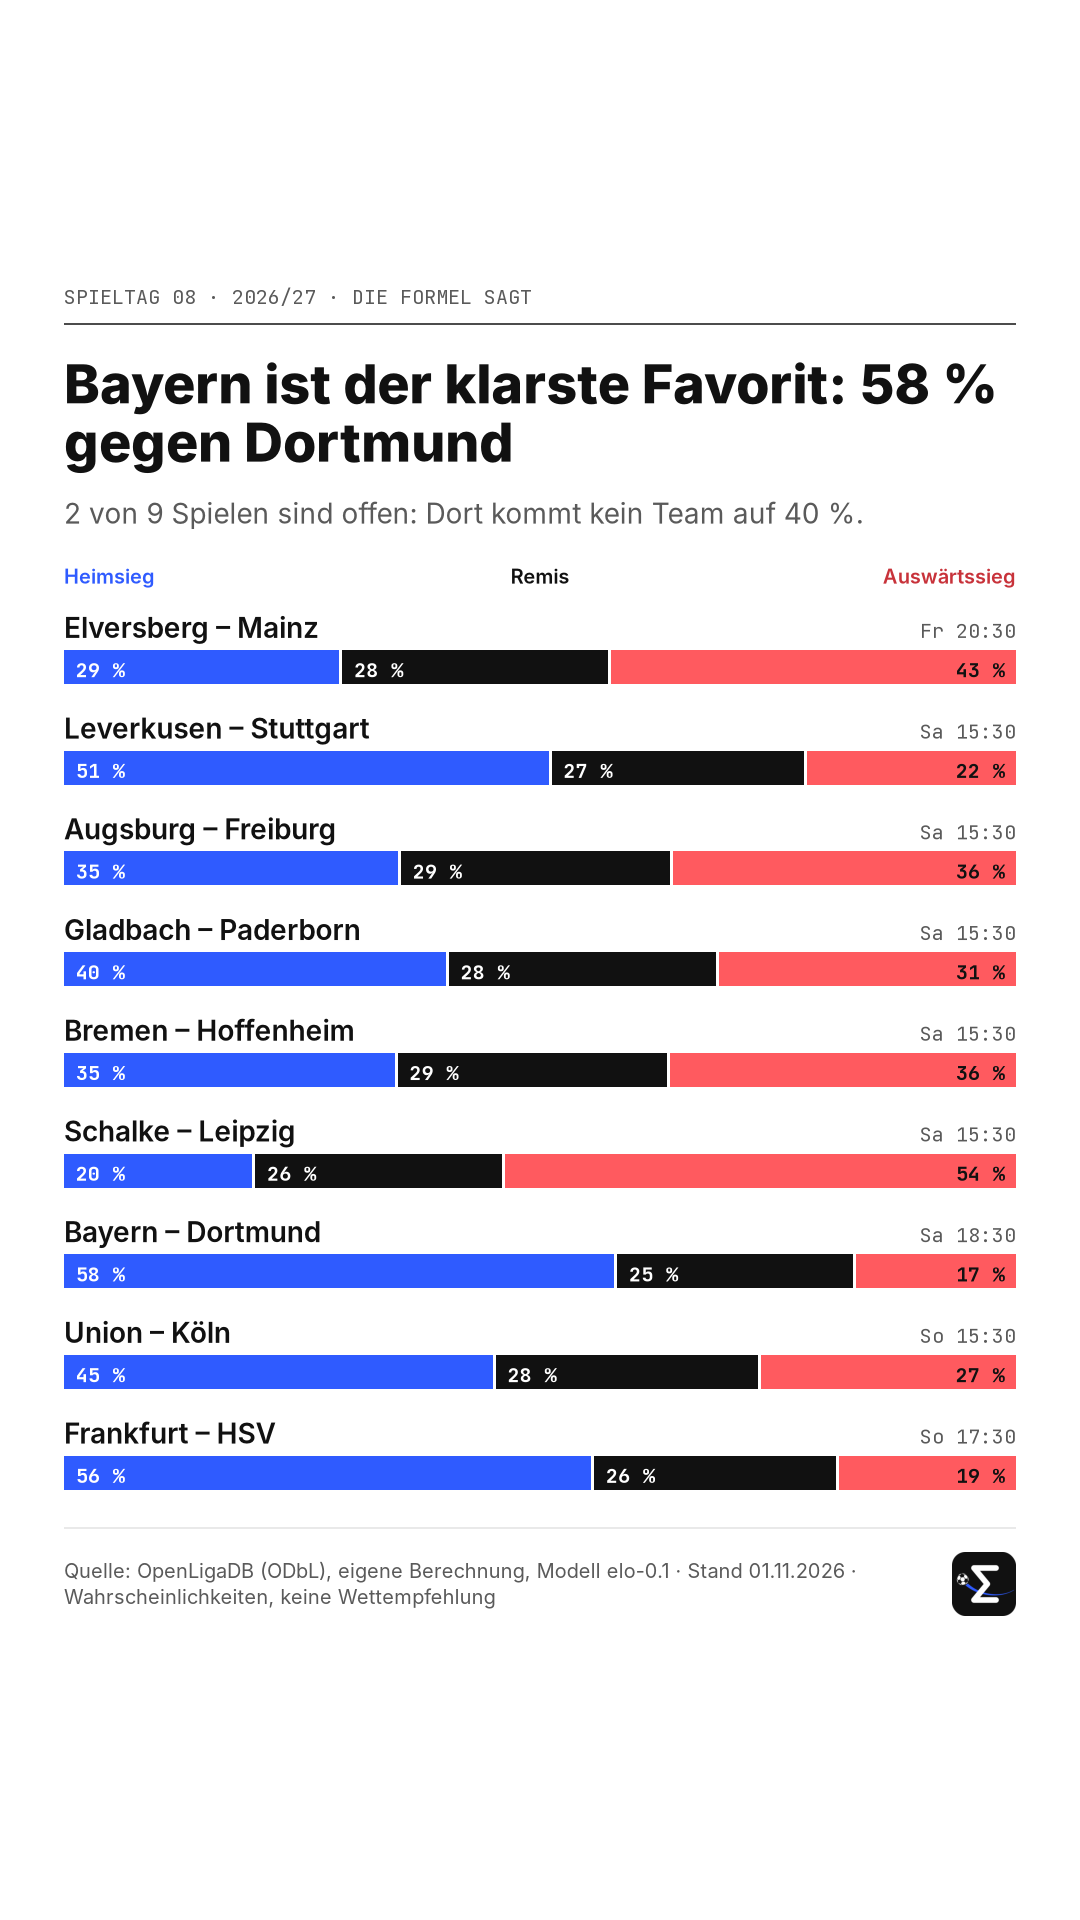 SPIELTAG 08 · 2026/27 · DIE FORMEL SAGT
Bayern ist der klarste Favorit: 58 %
gegen Dortmund
2 von 9 Spielen sind offen: Dort kommt kein Team auf 40 %.
Heimsieg Remis Auswärtssieg
Elversberg – Mainz Fr 20:30
29 % 28 % 43 %
Leverkusen – Stuttgart Sa 15:30
51 % 27 % 22 %
Augsburg – Freiburg Sa 15:30
35 % 29 % 36 %
Gladbach – Paderborn Sa 15:30
40 % 28 % 31 %
Bremen – Hoffenheim Sa 15:30
35 % 29 % 36 %
Schalke – Leipzig Sa 15:30
20 % 26 % 54 %
Bayern – Dortmund Sa 18:30
58 % 25 % 17 %
Union – Köln So 15:30
45 % 28 % 27 %
Frankfurt – HSV So 17:30
56 % 26 % 19 %
Quelle: OpenLigaDB (ODbL), eigene Berechnung, Modell elo-0.1 · Stand 01.11.2026 ·
Wahrscheinlichkeiten, keine Wettempfehlung
Σ